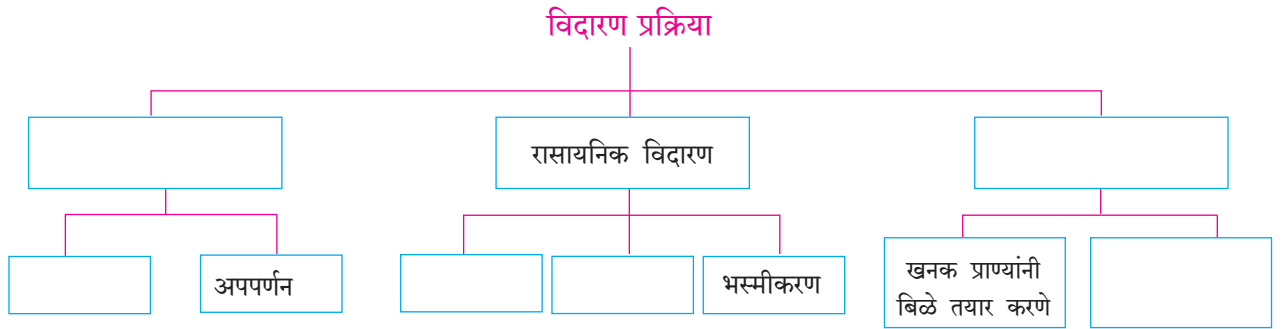 विदारण प्रक्रिया
रासायनिक विदारण
अपपर्णन
भस्मीकरण
खनक प्राण्यांनी
बिळे तयार करणे